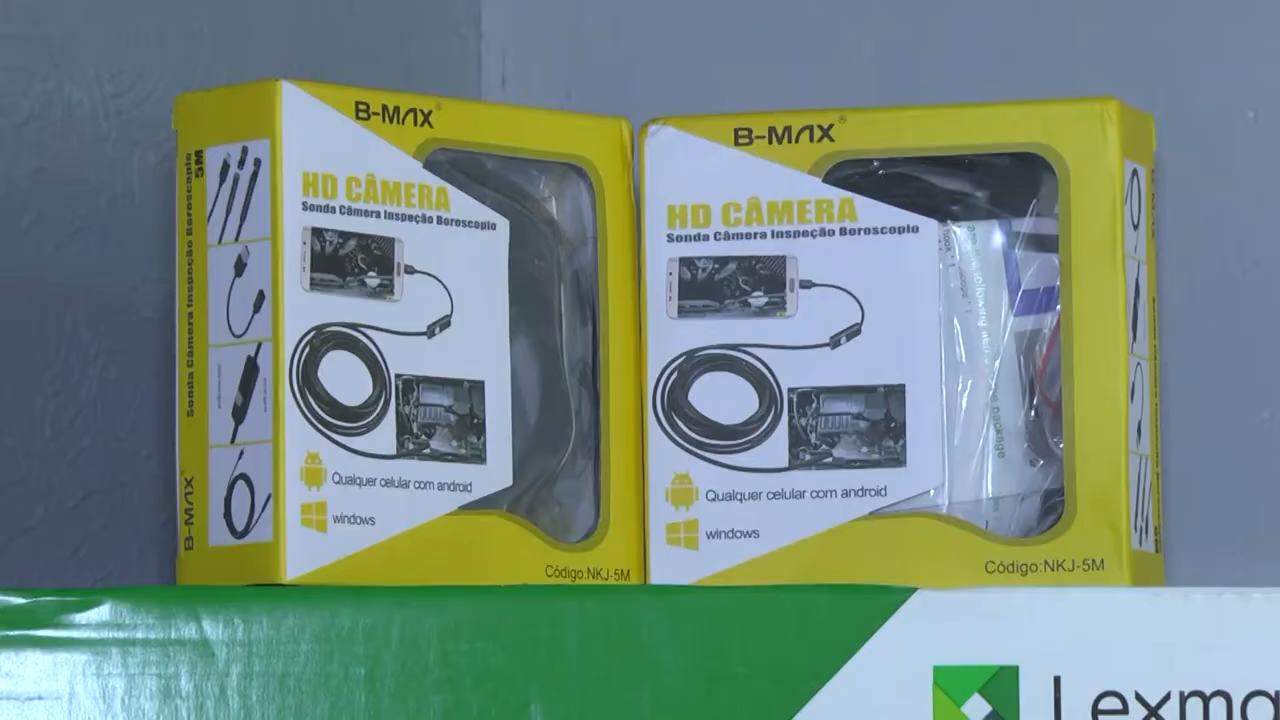 B-MAX®
HD CÂMERA
Sonda Câmera Inspeção Boroscopio
Qualquer celular com android
windows
Código:NKJ-5M
Sonda Câmera Inspeção Boroscopio
5M
B-MAX
B-MAX®
HD CÂMERA
Sonda Câmera Inspeção Boroscopio
Qualquer celular com android
windows
Código:NKJ-5M
following
package
Lexma